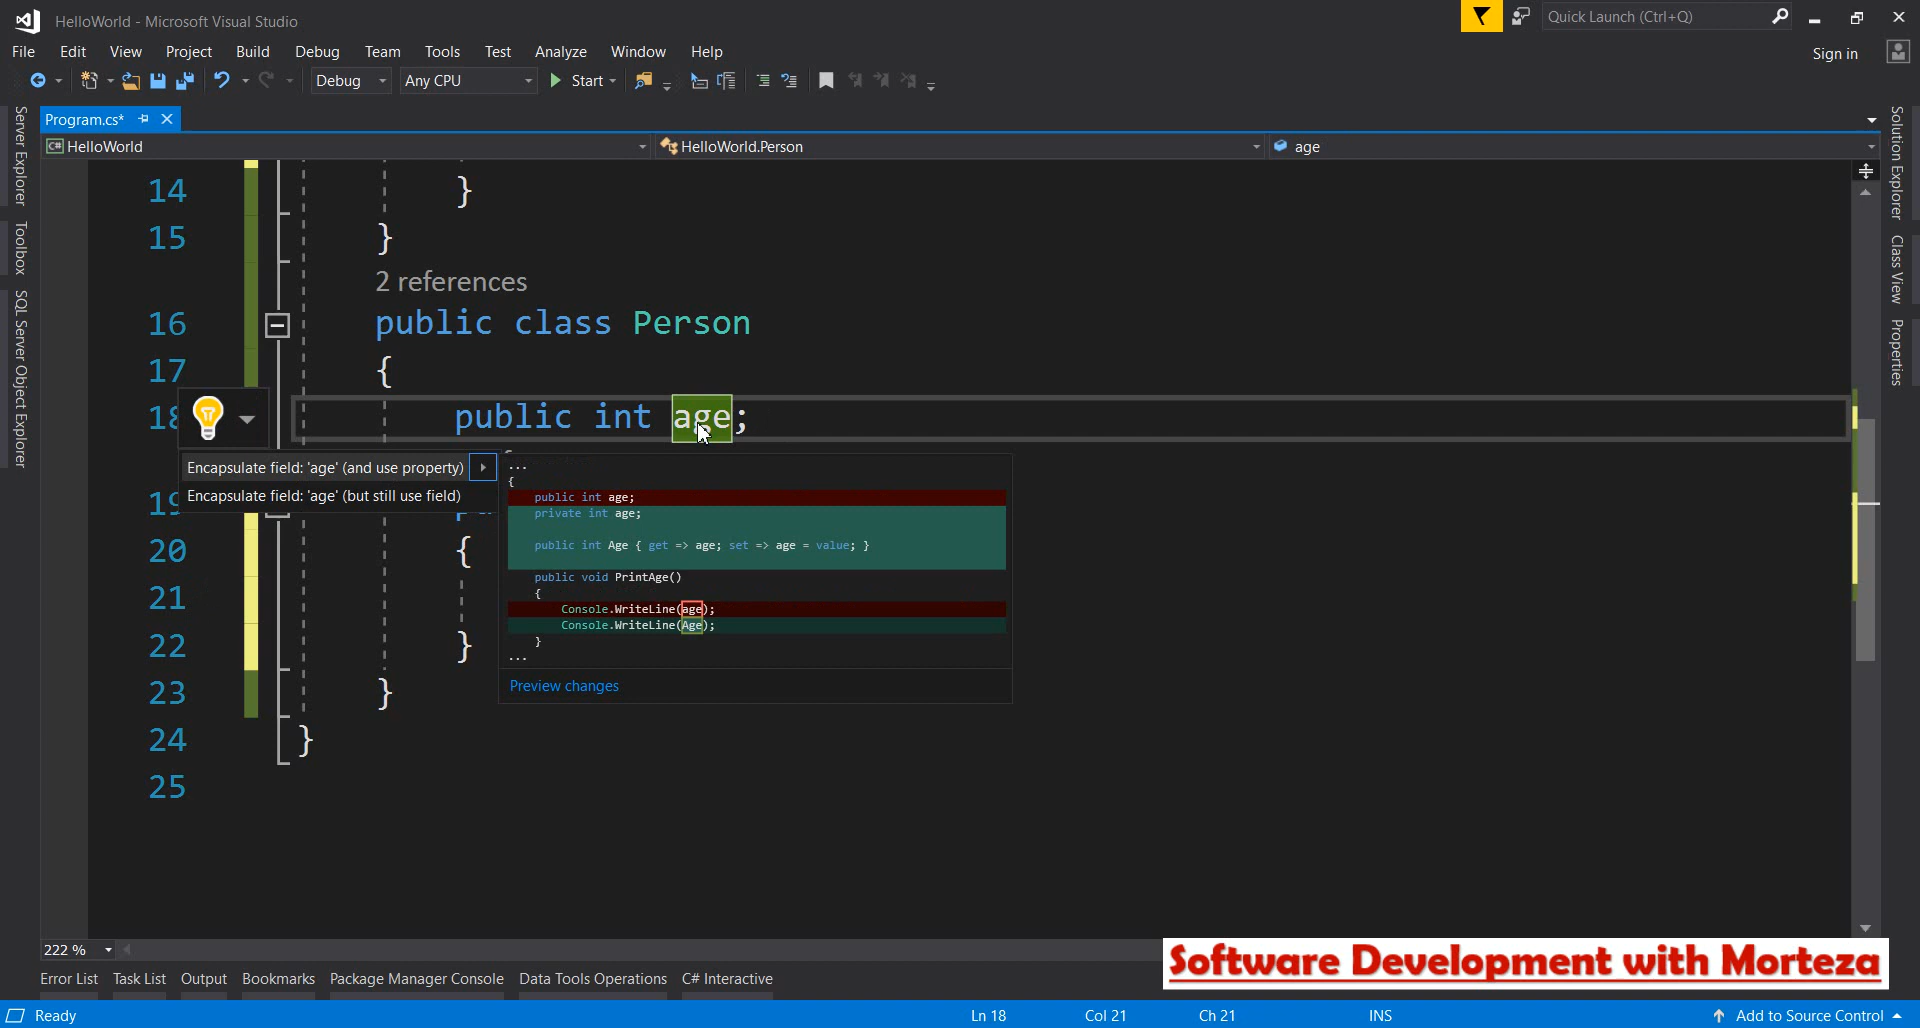 HelloWorld - Microsoft Visual Studio
Quick Launch (Ctrl+Q)
File Edit View Project Build Debug Team Tools Test Analyze Window Help
Sign in
Debug Any CPU Start
Program.cs*
HelloWorld HelloWorld.Person age
Server Explorer
Toolbox
SQL Server Object Explorer
Solution Explorer
Class View
Properties
14 }
15 }
2 references
16 public class Person
17 {
18 public int age;
Encapsulate field: 'age' (and use property)
Encapsulate field: 'age' (but still use field)
...
{
public int age;
private int age;
public int Age { get => age; set => age = value; }
public void PrintAge()
{
Console.WriteLine(age);
Console.WriteLine(Age);
}
...
Preview changes
19
20 {
21
22 }
23 }
24 }
25
222 %
Software Development with Morteza
Error List Task List Output Bookmarks Package Manager Console Data Tools Operations C# Interactive
Ready Ln 18 Col 21 Ch 21 INS Add to Source Control